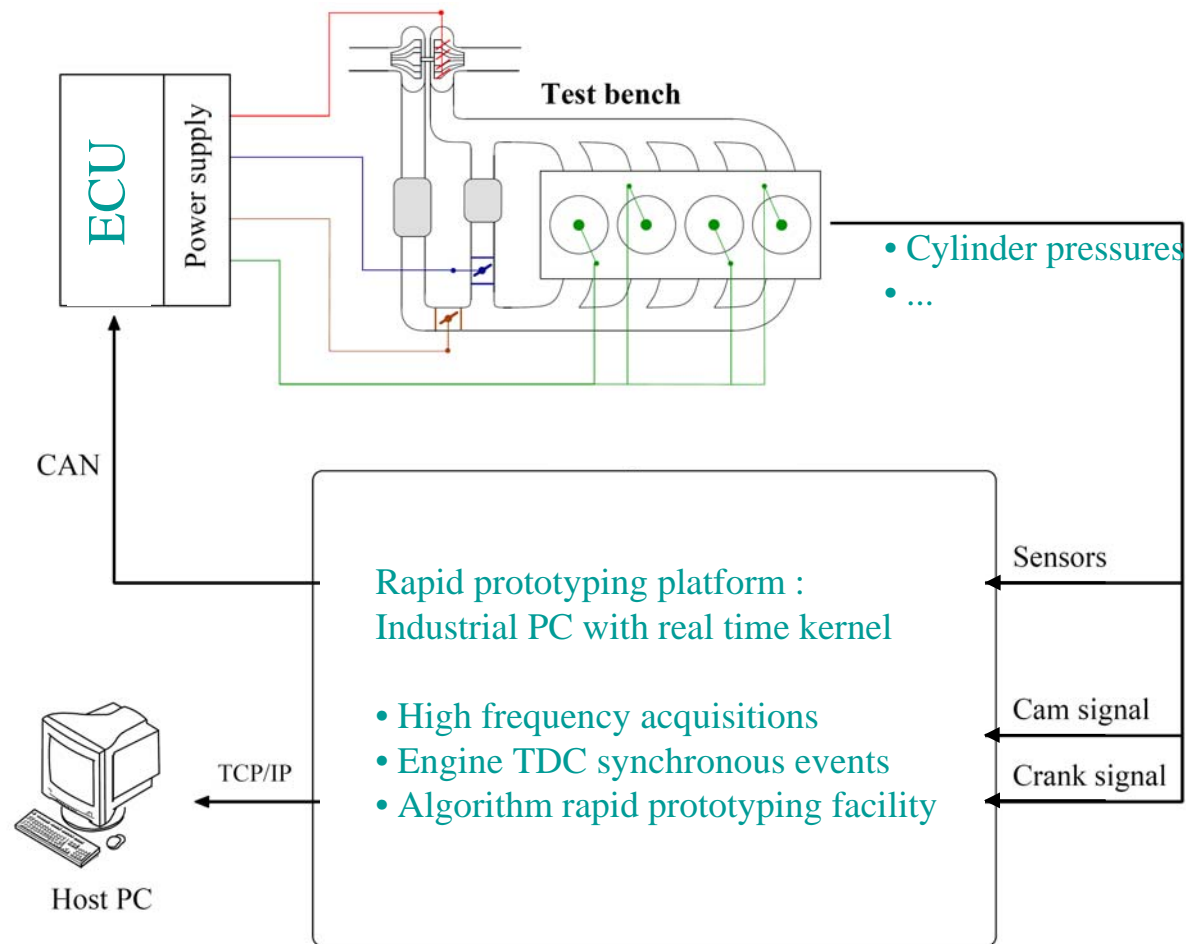 Test bench
ECU
Power supply
• Cylinder pressures
• ...
CAN
Sensors
Rapid prototyping platform :
Industrial PC with real time kernel
• High frequency acquisitions
• Engine TDC synchronous events
• Algorithm rapid prototyping facility
Cam signal
Crank signal
TCP/IP
Host PC